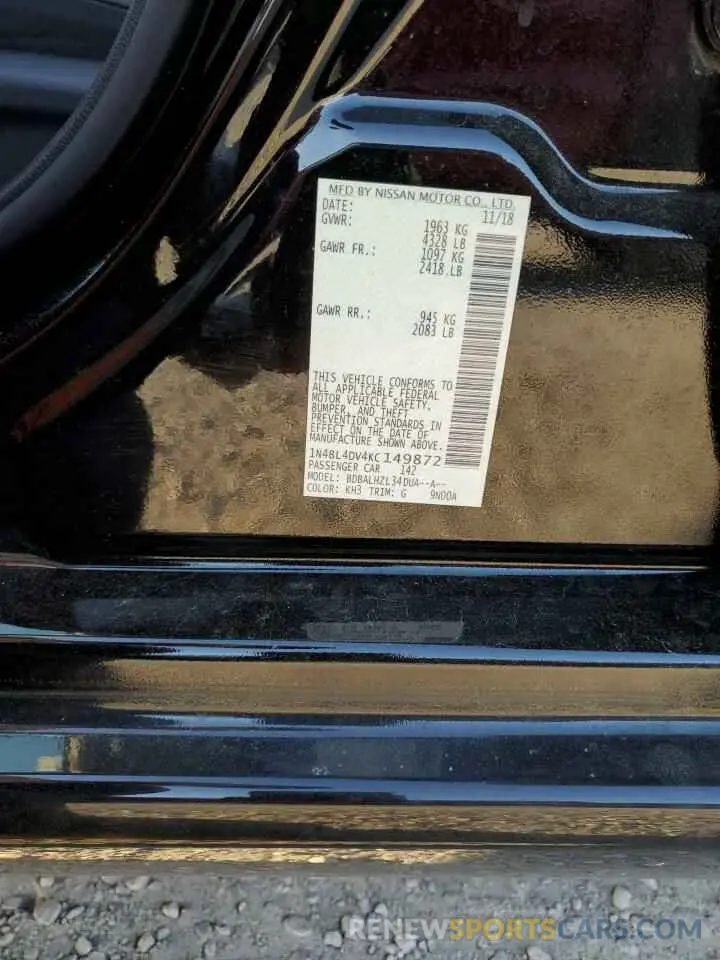 MFD BY NISSAN MOTOR CO., LTD.
DATE: 11/18
GVWR: 1963 KG
4328 LB
GAWR FR.: 1097 KG
2418 LB
GAWR RR.: 945 KG
2083 LB
THIS VEHICLE CONFORMS TO
ALL APPLICABLE FEDERAL
MOTOR VEHICLE SAFETY,
BUMPER, AND THEFT
PREVENTION STANDARDS IN
EFFECT ON THE DATE OF
MANUFACTURE SHOWN ABOVE.
1N4BL4DV4KC149872
PASSENGER CAR 142
MODEL: BDBALHZL34DUA--A--
COLOR: KH3 TRIM: G 9N00A
RENEWSPORTSCARS.COM